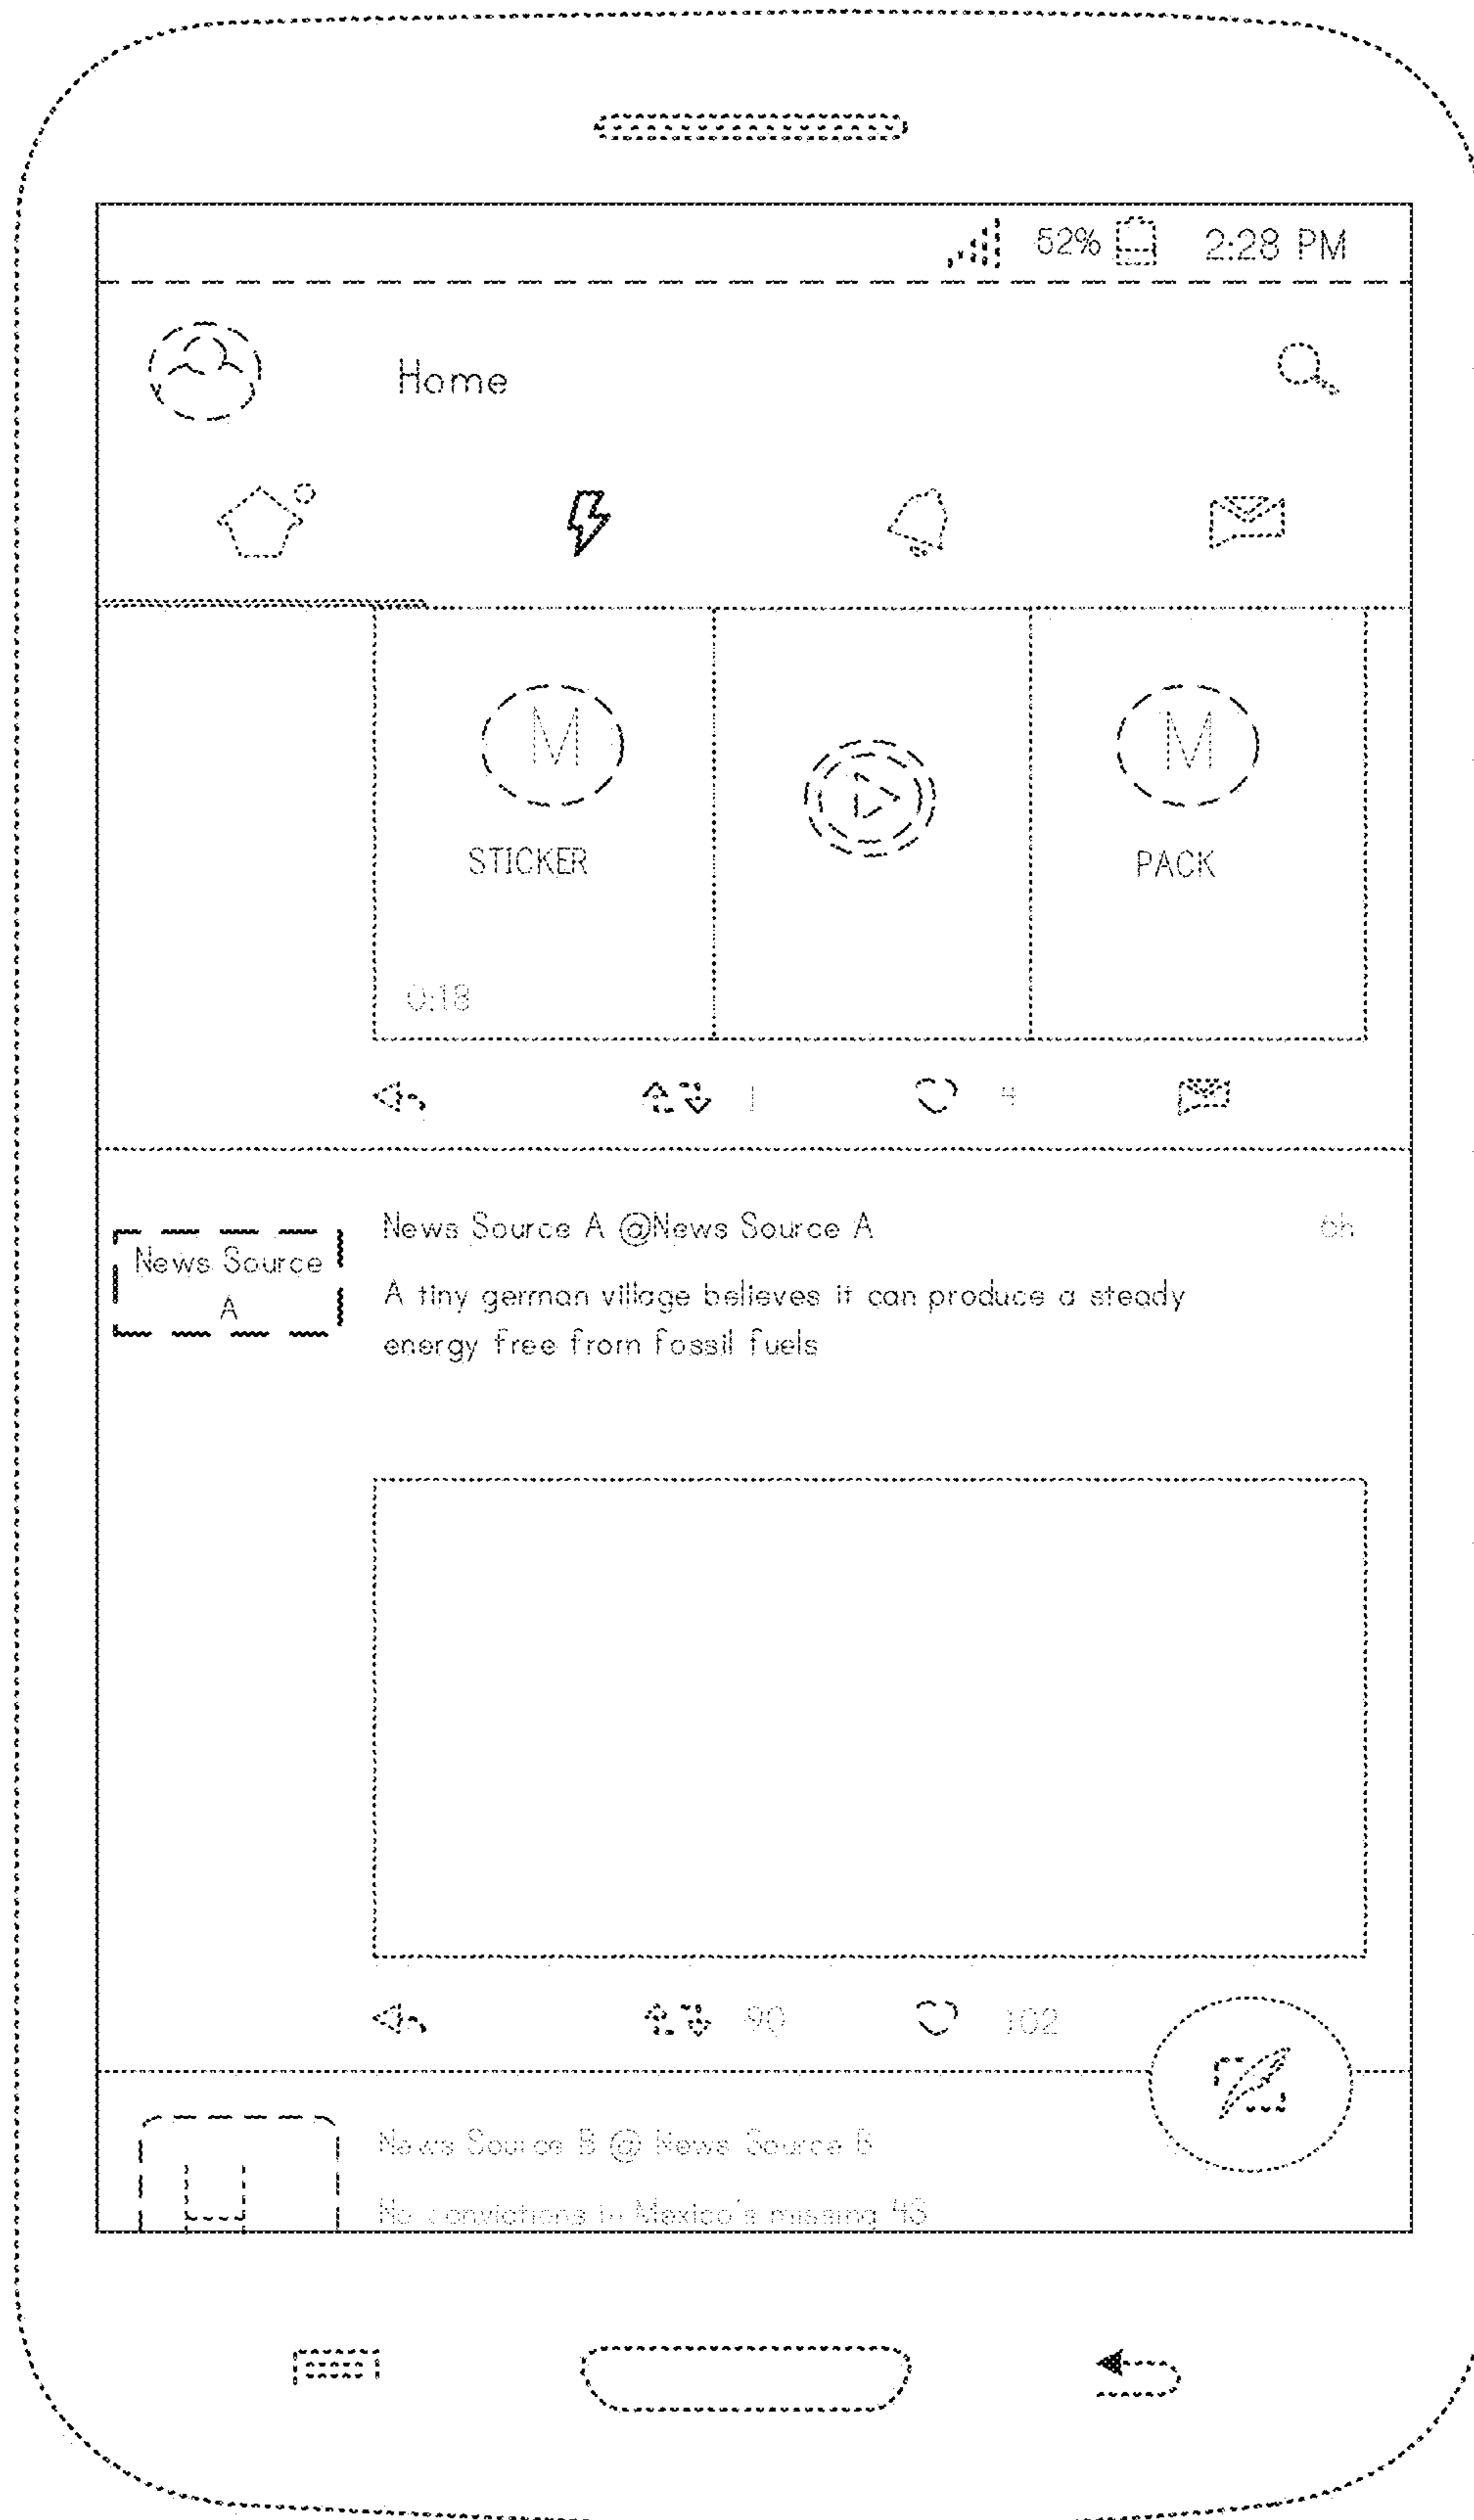 52% 2:28 PM
Home
M
M
STICKER
PACK
0:18
1 4
News Source A @News Source A 6h
News Source
A
A tiny german village believes it can produce a steady
energy free from fossil fuels
90 102
News Source B @ News Source B
No convictions in Mexico's missing 43